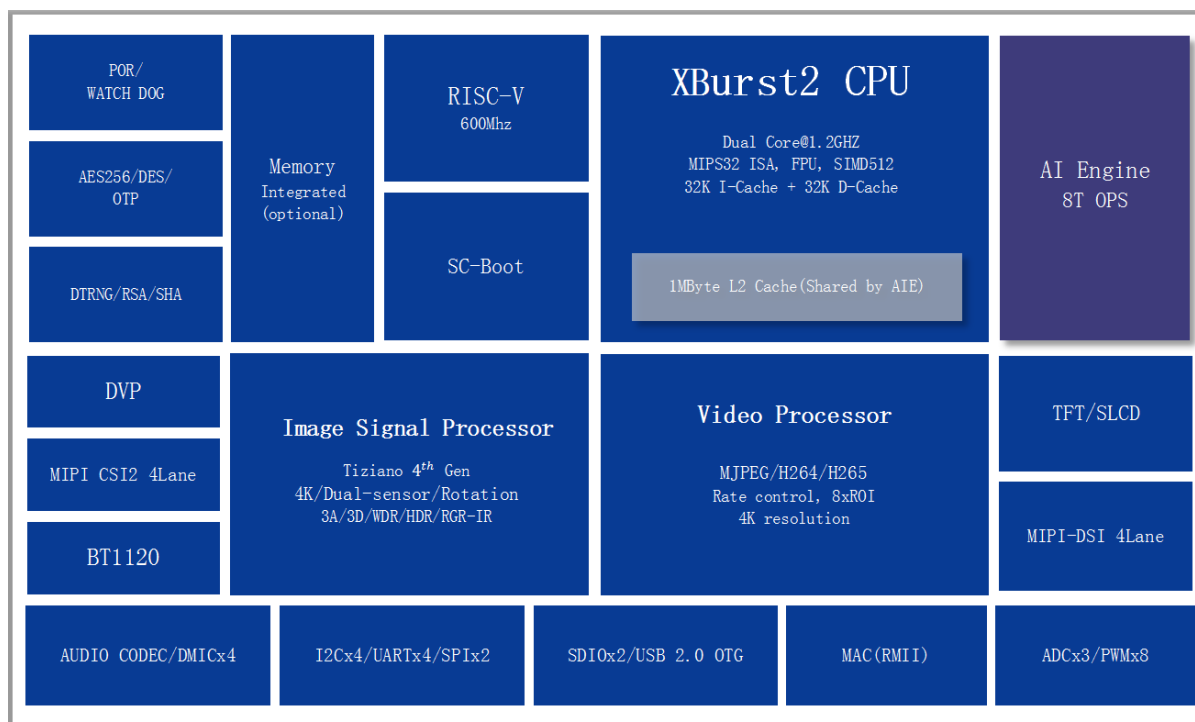 POR/
WATCH DOG
AES256/DES/
OTP
DTRNG/RSA/SHA
Memory
Integrated
(optional)
RISC-V
600Mhz
SC-Boot
XBurst2 CPU
Dual Core@1.2GHZ
MIPS32 ISA, FPU, SIMD512
32K I-Cache + 32K D-Cache
1MByte L2 Cache(Shared by AIE)
AI Engine
8T OPS
DVP
MIPI CSI2 4Lane
BT1120
Image Signal Processor
Tiziano 4th Gen
4K/Dual-sensor/Rotation
3A/3D/WDR/HDR/RGR-IR
Video Processor
MJPEG/H264/H265
Rate control, 8xROI
4K resolution
TFT/SLCD
MIPI-DSI 4Lane
AUDIO CODEC/DMICx4
I2Cx4/UARTx4/SPIx2
SDIOx2/USB 2.0 OTG
MAC(RMII)
ADCx3/PWMx8